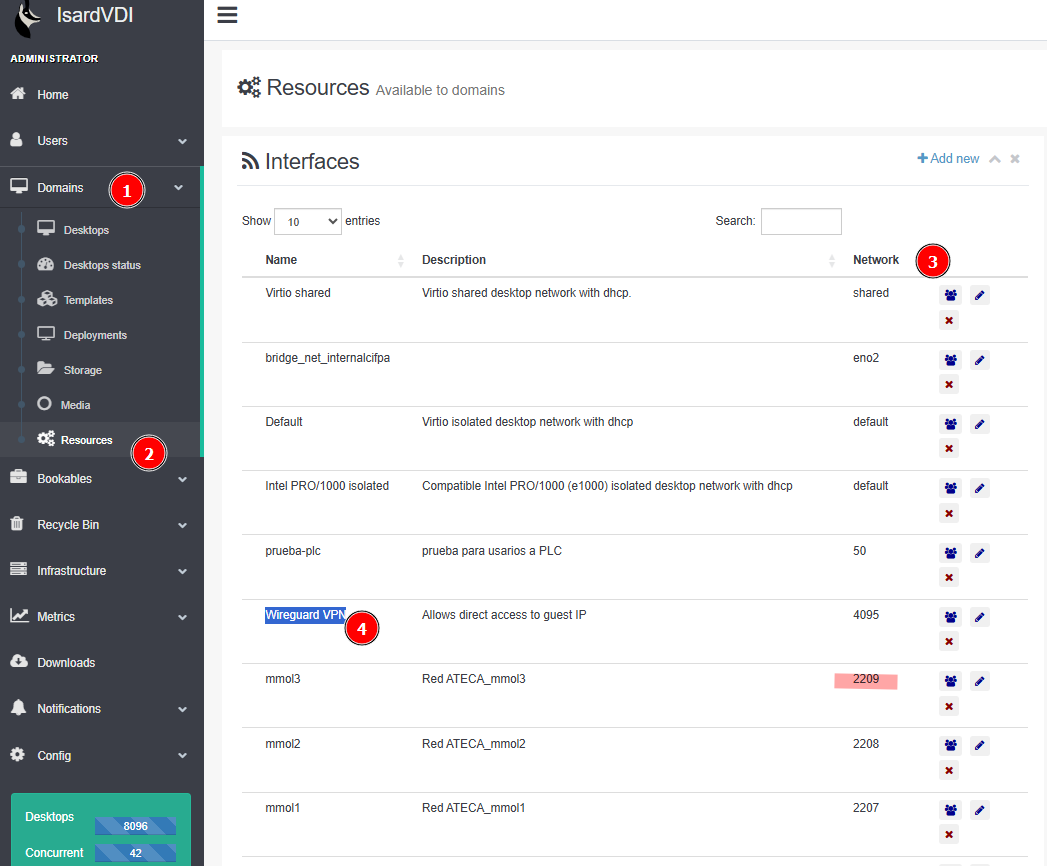 IsardVDI
ADMINISTRATOR
Home
Users
Domains 1
Desktops
Desktops status
Templates
Deployments
Storage
Media
Resources 2
Bookables
Recycle Bin
Infrastructure
Metrics
Downloads
Notifications
Config
Desktops 8096
Concurrent 42
Resources Available to domains
Interfaces
+ Add new
Show 10 entries
Search:
Name Description Network 3
Virtio shared Virtio shared desktop network with dhcp. shared
bridge_net_internalcifpa eno2
Default Virtio isolated desktop network with dhcp default
Intel PRO/1000 isolated Compatible Intel PRO/1000 (e1000) isolated desktop network with dhcp default
prueba-plc prueba para usarios a PLC 50
Wireguard VPN 4 Allows direct access to guest IP 4095
mmol3 Red ATECA_mmol3 2209
mmol2 Red ATECA_mmol2 2208
mmol1 Red ATECA_mmol1 2207